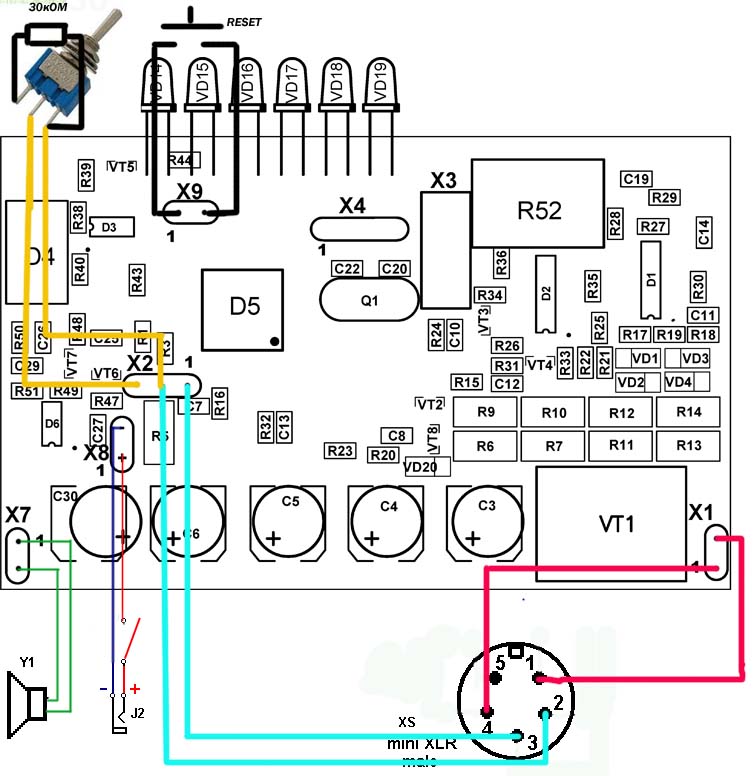 30кОМ
RESET
VD14 VD15 VD16 VD17 VD18 VD19
R39 VT5 R44
X9
1
X3
C19
R29
X4
1
R52
R38 D3
R28 R27 C14
D4
R40
R43
C22 C20
R36
D5
Q1
R34
D2
R35
D1
R30
C11
R50 C26 R48 C25 R1 R3
VT3
R24 C10
R25
R17 R19 R18
R26
C29 VT7
X2 1
R31 VT4 R33 R22 R21
VD1 VD3
VT6
R15 C12
VD2 VD4
R51 R49
R47
C7 R16
VT2
R9 R10 R12 R14
D6
C27
X8
1
R32 C13
C8 VT8
R6 R7 R11 R13
R23 R20
VD20
C30
C6
C5
C4
C3
VT1
X7
1
X1
1
Y1
- +
J2
5 1
2
4
3
XS
mini XLR
male